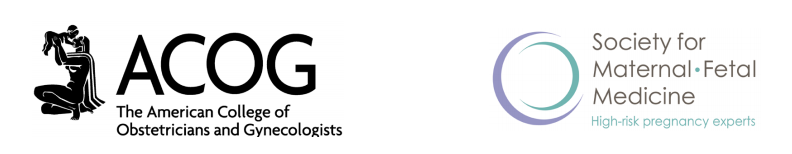 ACOG
The American College of
Obstetricians and Gynecologists
Society for
Maternal•Fetal
Medicine
High-risk pregnancy experts